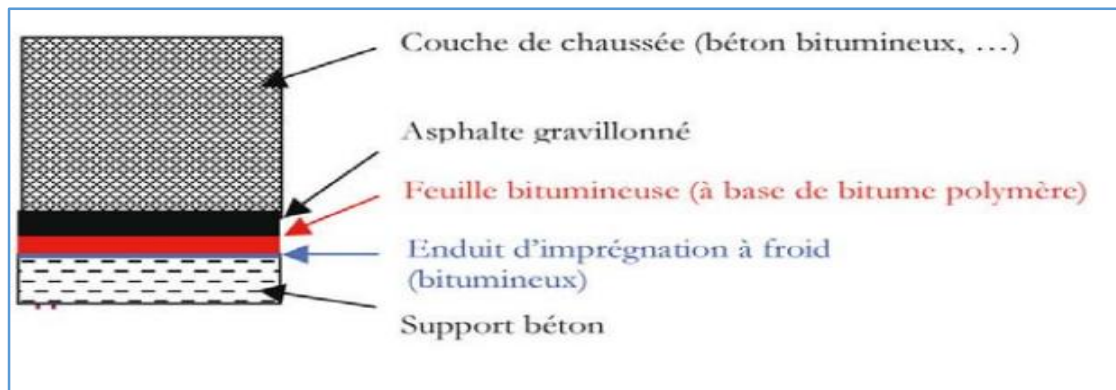 Couche de chaussée (béton bitumineux, …)
Asphalte gravillonné
Feuille bitumineuse (à base de bitume polymère)
Enduit d’imprégnation à froid
(bitumineux)
Support béton